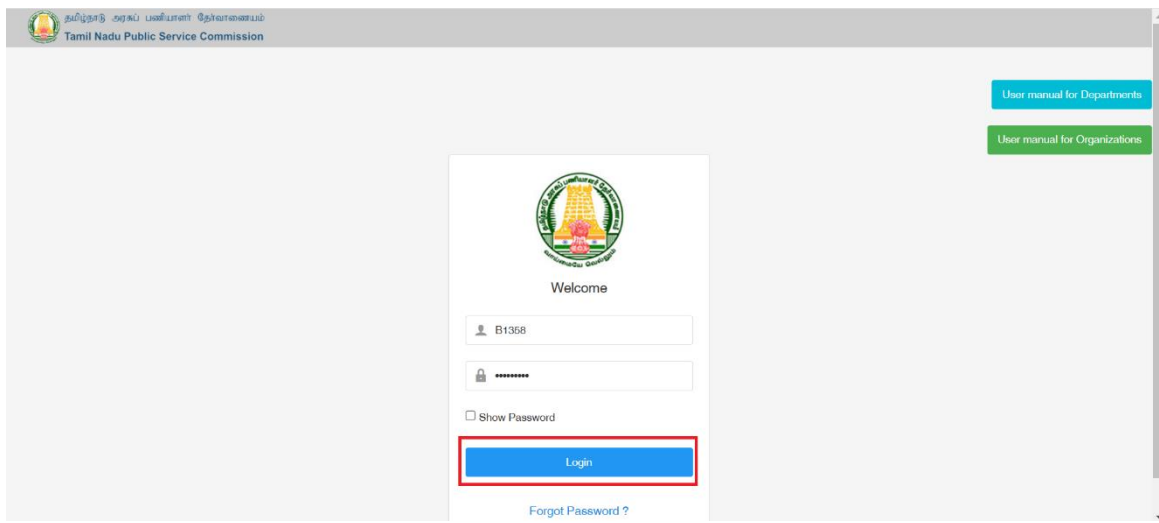 தமிழ்நாடு அரசுப் பணியாளர் தேர்வாணையம்
Tamil Nadu Public Service Commission
User manual for Departments
User manual for Organizations
வாய்மையே வெல்லும்
Welcome
B1358
•••••••••
Show Password
Login
Forgot Password ?